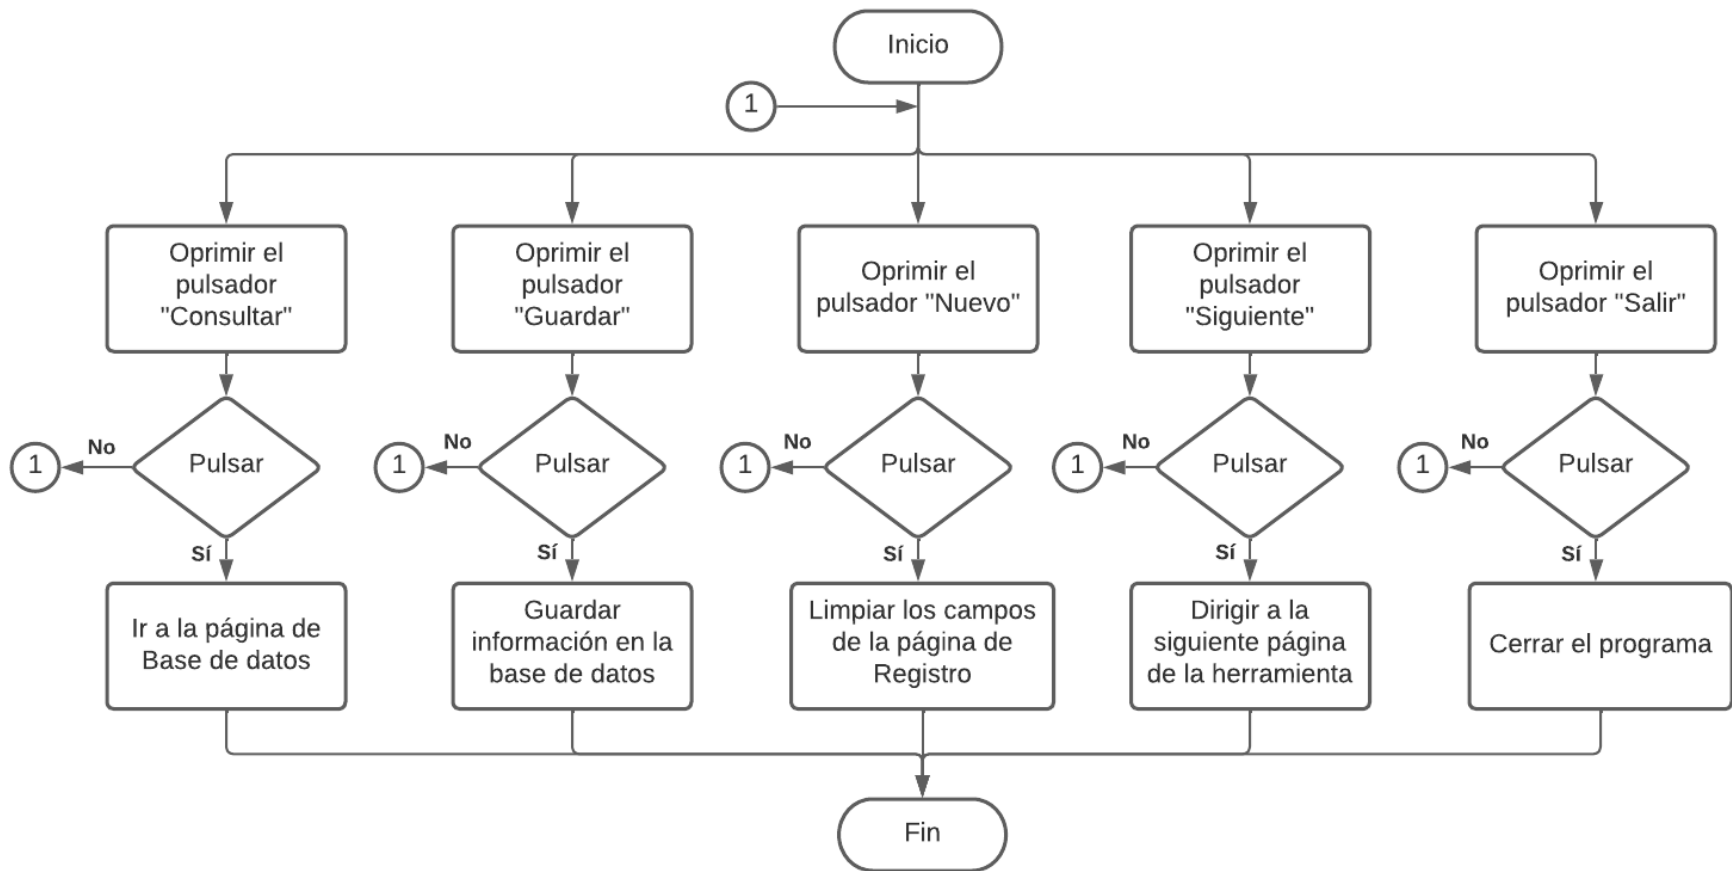 Inicio
1
Oprimir el
pulsador
"Consultar"
Oprimir el
pulsador
"Guardar"
Oprimir el
pulsador "Nuevo"
Oprimir el
pulsador
"Siguiente"
Oprimir el
pulsador "Salir"
1
No
Pulsar
1
No
Pulsar
1
No
Pulsar
1
No
Pulsar
1
No
Pulsar
Sí
Sí
Sí
Sí
Sí
Ir a la página de
Base de datos
Guardar
información en la
base de datos
Limpiar los campos
de la página de
Registro
Dirigir a la
siguiente página
de la herramienta
Cerrar el programa
Fin